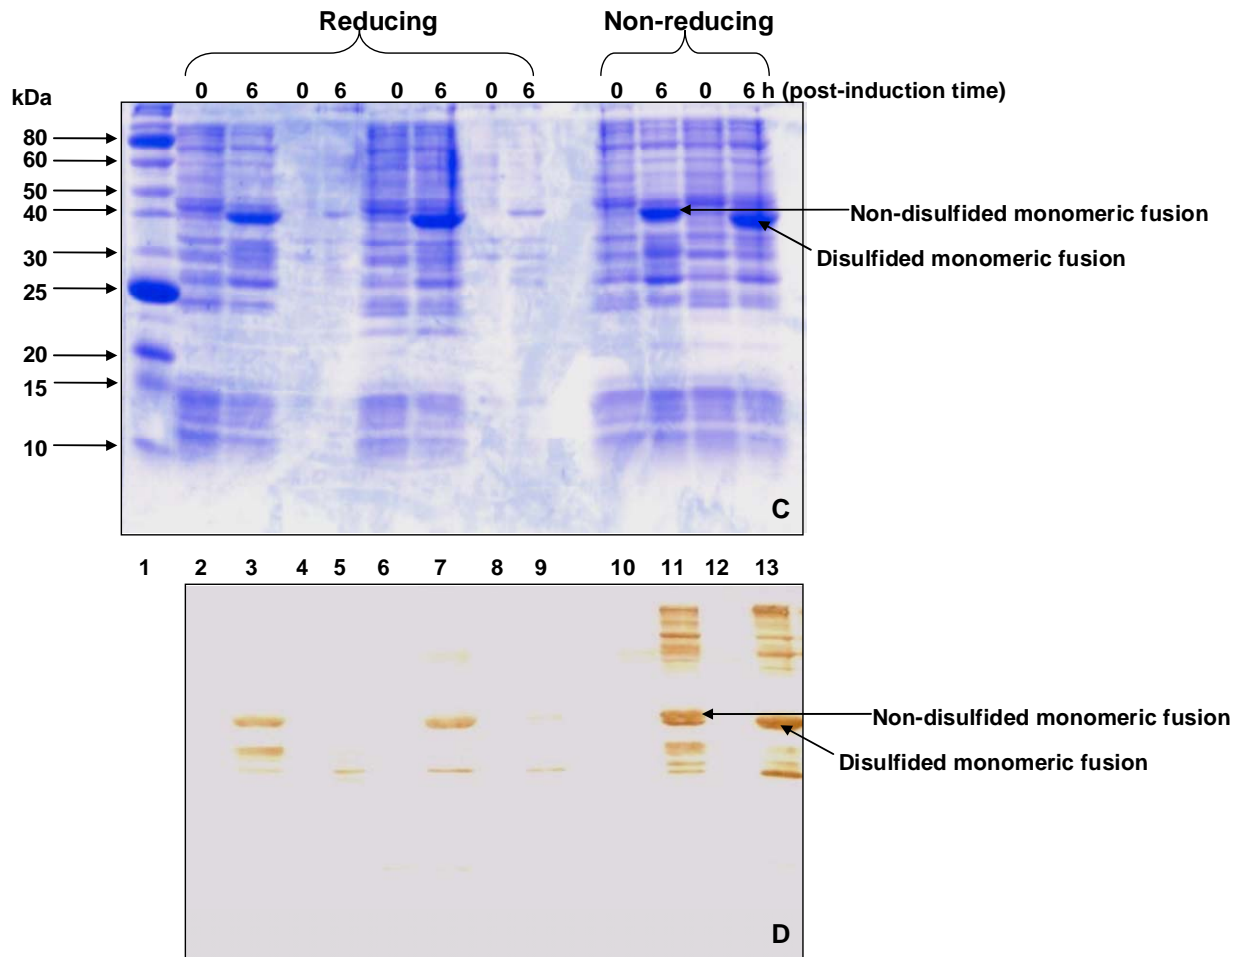 Reducing Non-reducing
0 6 0 6 0 6 0 6 0 6 0 6 h (post-induction time)
kDa
80
60
50
40
30
25
20
15
10
Non-disulfided monomeric fusion
Disulfided monomeric fusion
C
1 2 3 4 5 6 7 8 9 10 11 12 13
Non-disulfided monomeric fusion
Disulfided monomeric fusion
D